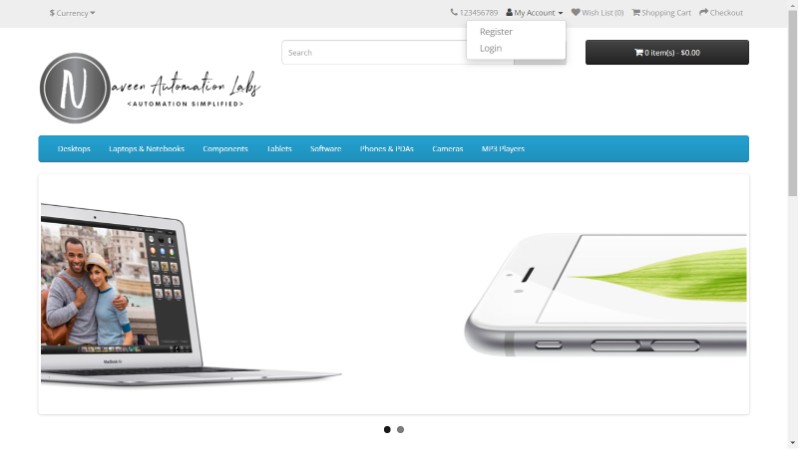 $ Currency
123456789 My Account Wish List (0) Shopping Cart Checkout
Register
Login
Search
0 item(s) - $0.00
Naveen Automation Labs
<AUTOMATION SIMPLIFIED>
Desktops Laptops & Notebooks Components Tablets Software Phones & PDAs Cameras MP3 Players
MacBook Air